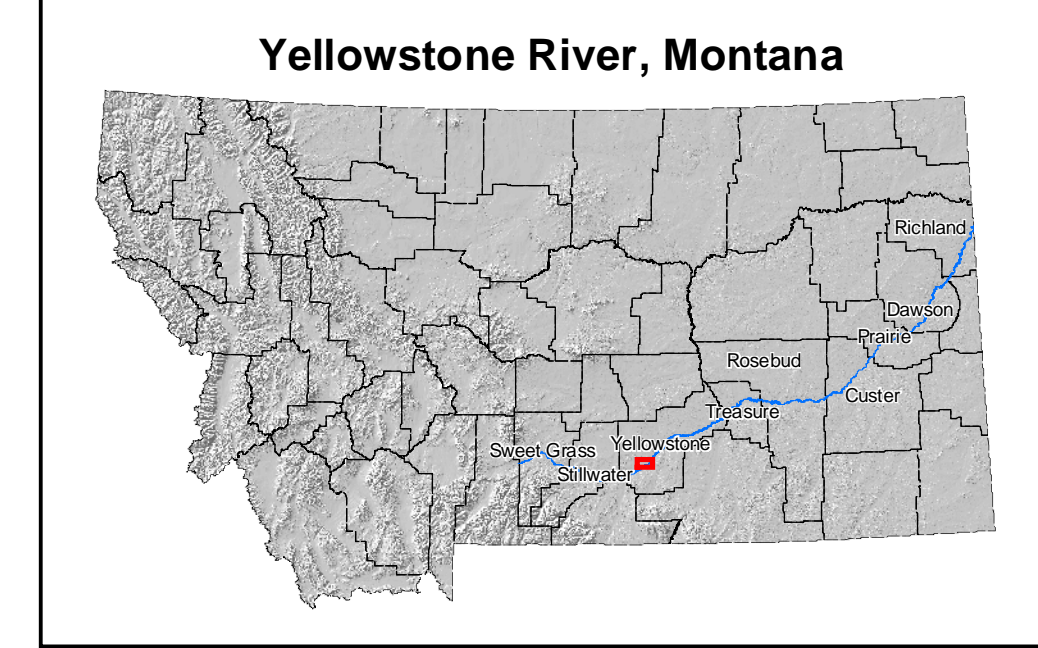 Yellowstone River, Montana
Richland
Dawson
Prairie
Rosebud
Custer
Treasure
Yellowstone
Sweet Grass
Stillwater